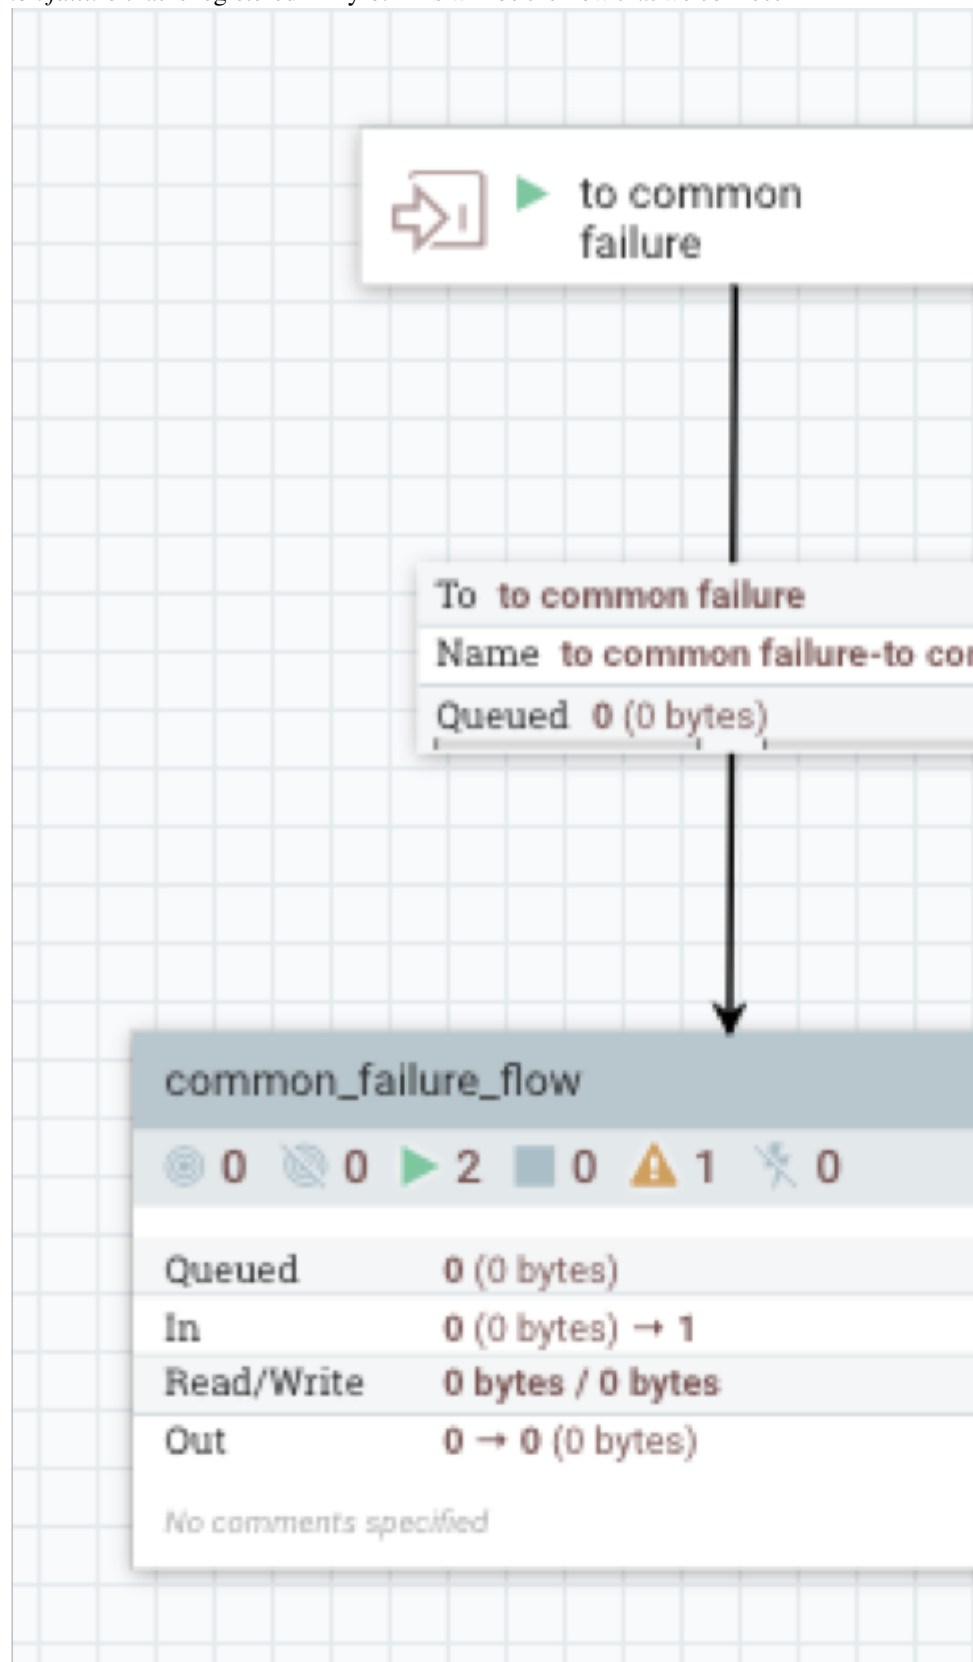 to common
failure
To to common failure
Name to common failure-to
Queued 0 (0 bytes)
common_failure_flow
0 0 2 0 1 0
Queued 0 (0 bytes)
In 0 (0 bytes) → 1
Read/Write 0 bytes / 0 bytes
Out 0 → 0 (0 bytes)
No comments specified